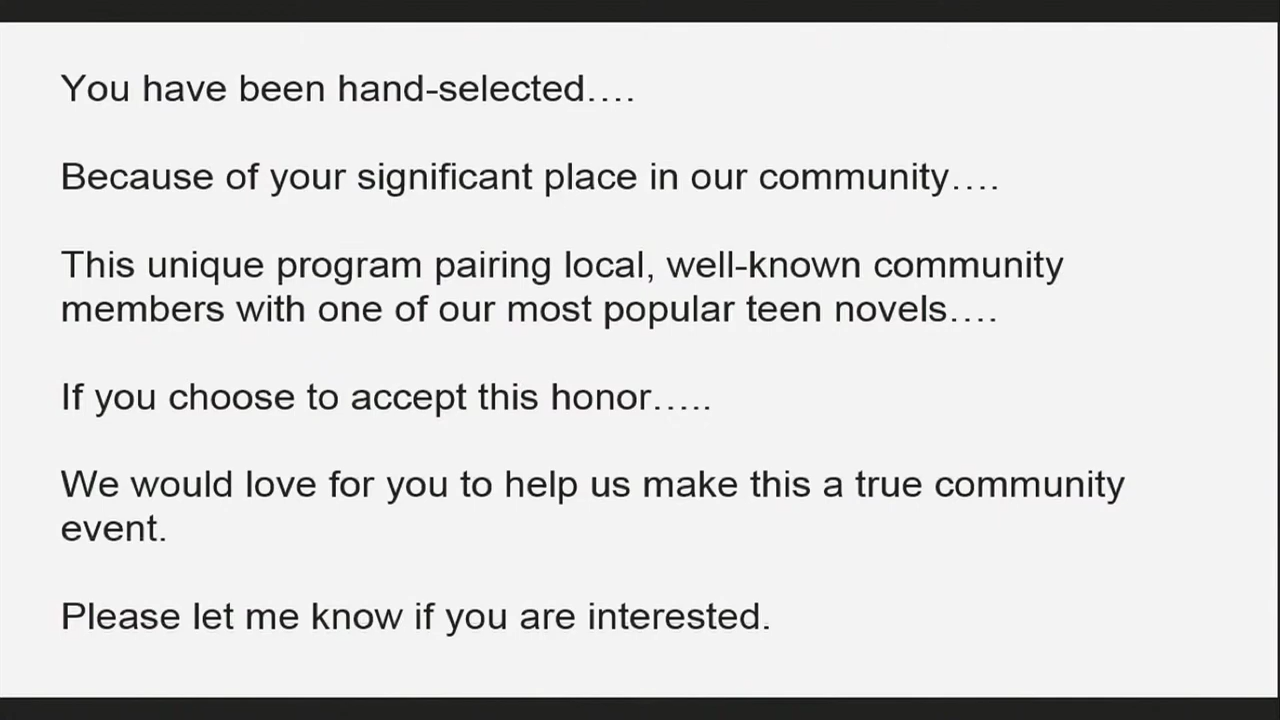 You have been hand-selected….
Because of your significant place in our community….
This unique program pairing local, well-known community
members with one of our most popular teen novels….
If you choose to accept this honor…..
We would love for you to help us make this a true community
event.
Please let me know if you are interested.